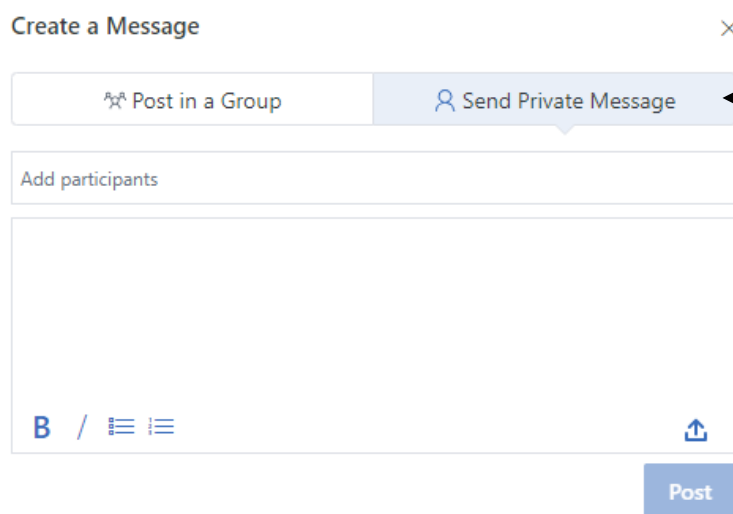 Create a Message
Post in a Group
Send Private Message
Add participants
B
Post